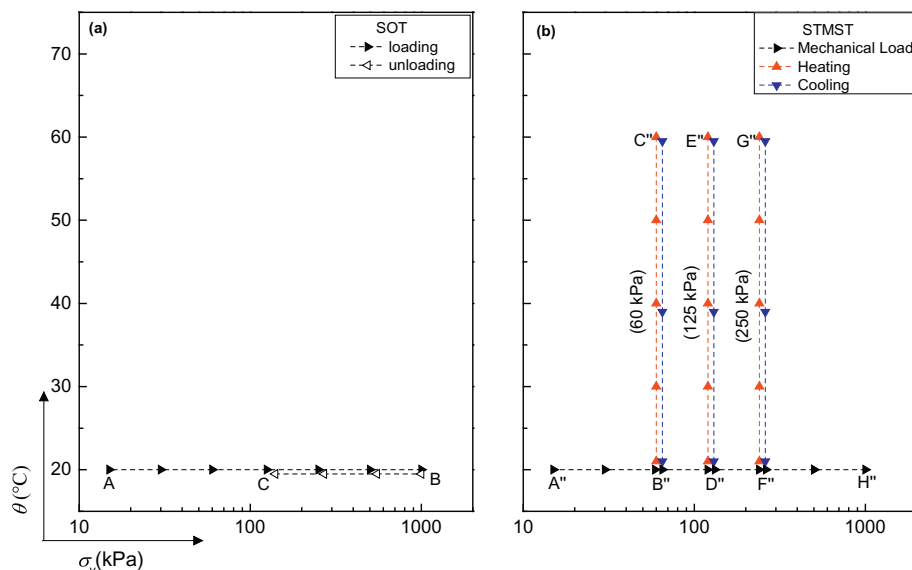 (a)
SOT
loading
unloading
70
60
50
40
30
20
A
C
B
10
100
1000
θ (°C)
σv(kPa)
(b)
STMST
Mechanical Load
Heating
Cooling
C"
E"
G"
(60 kPa)
(125 kPa)
(250 kPa)
A"
B"
D"
F"
H"
10
100
1000